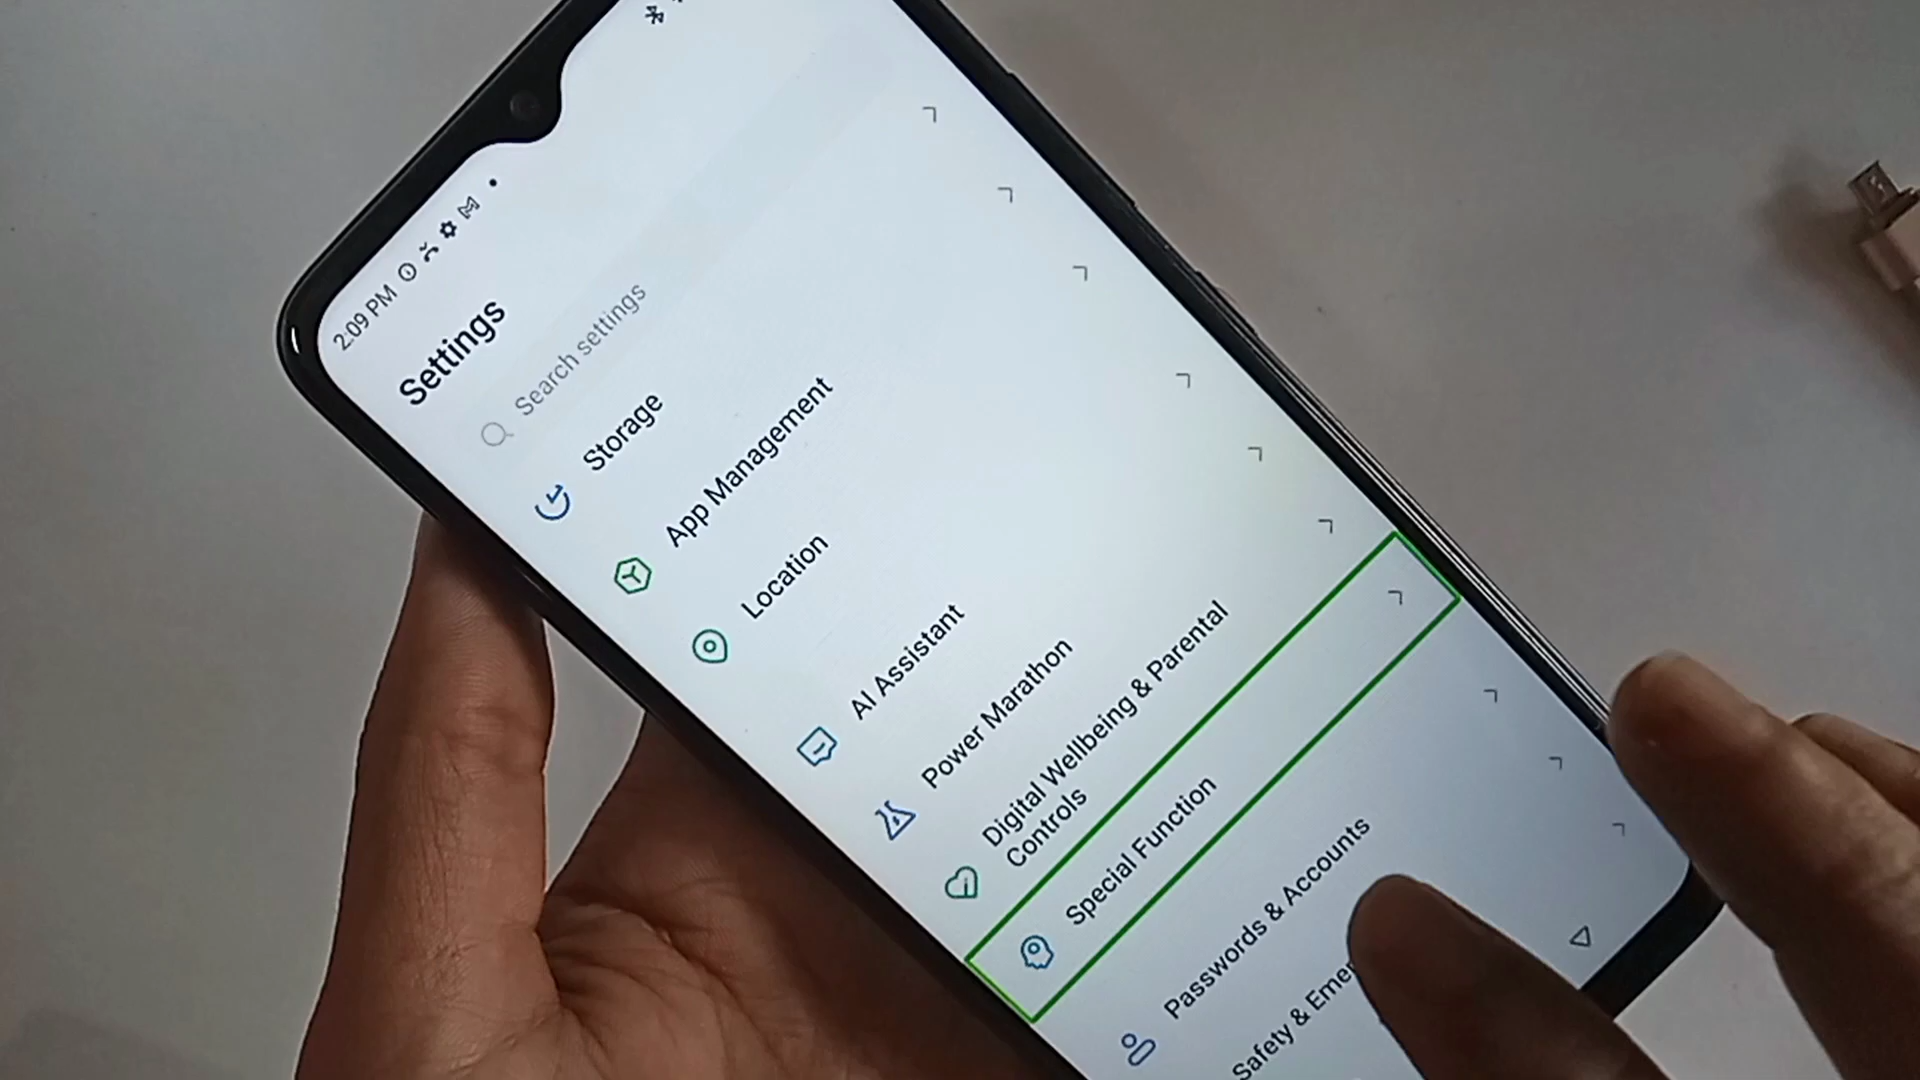 2:09 PM
Settings
Search settings
Storage
App Management
Location
AI Assistant
Power Marathon
Digital Wellbeing & Parental
Controls
Special Function
Passwords & Accounts
Safety &